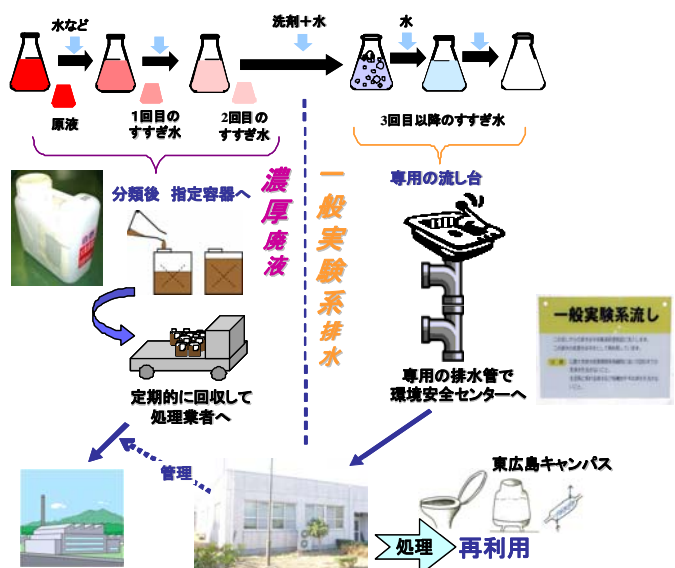 水など
洗剤＋水
水
原液
1回目の
すすぎ水
2回目の
すすぎ水
3回目以降のすすぎ水
分類後 指定容器へ
濃厚廃液
一般実験系排水
専用の流し台
一般実験系流し
専用の排水管で
環境安全センターへ
定期的に回収して
処理業者へ
管理
東広島キャンパス
処理
再利用